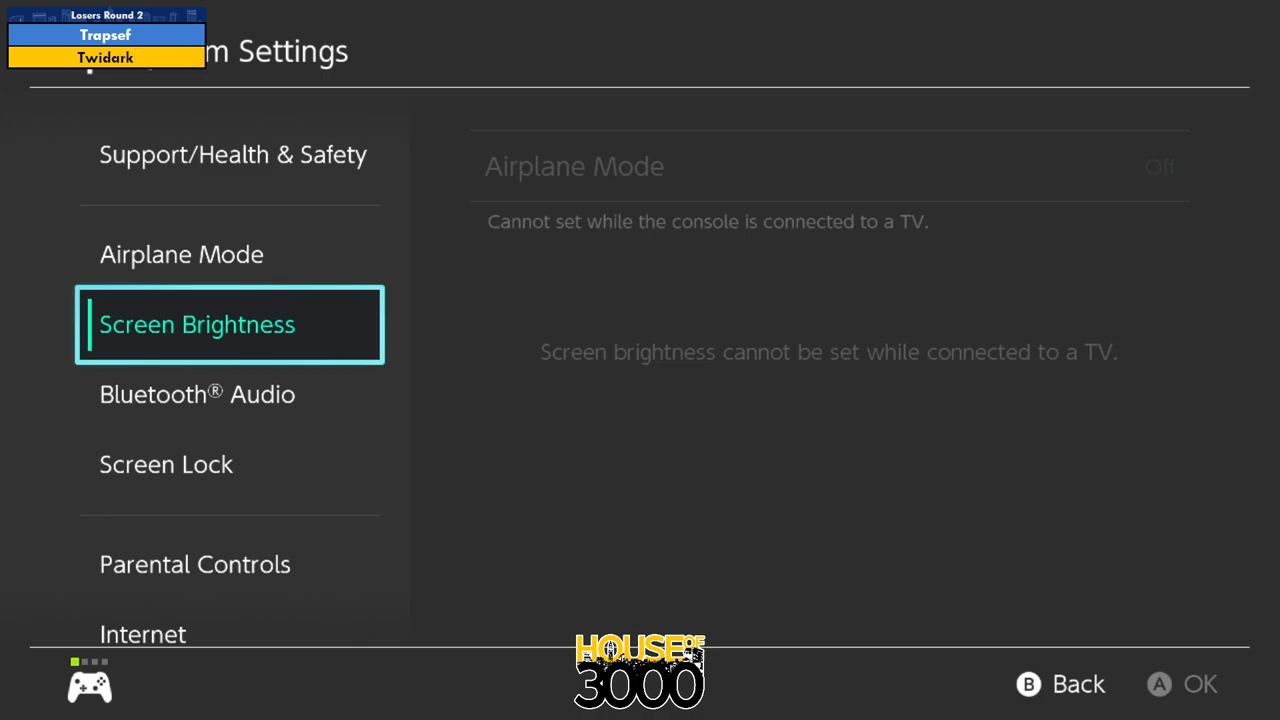 Losers Round 2
Trapsef
Twidark
m Settings
Support/Health & Safety
Airplane Mode
Screen Brightness
Bluetooth® Audio
Screen Lock
Parental Controls
Internet
Airplane Mode Off
Cannot set while the console is connected to a TV.
Screen brightness cannot be set while connected to a TV.
HOUSE OF
3000
B Back
A OK